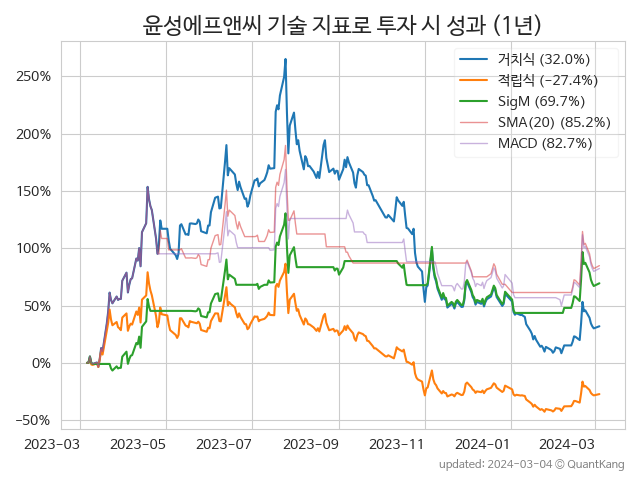 윤성에프앤씨 기술 지표로 투자 시 성과 (1년)
거치식 (32.0%)
적립식 (−27.4%)
SigM (69.7%)
SMA(20) (85.2%)
MACD (82.7%)
250%
200%
150%
100%
50%
0%
−50%
2023−03 2023−05 2023−07 2023−09 2023−11 2024−01 2024−03
updated: 2024-03-04 © QuantKang